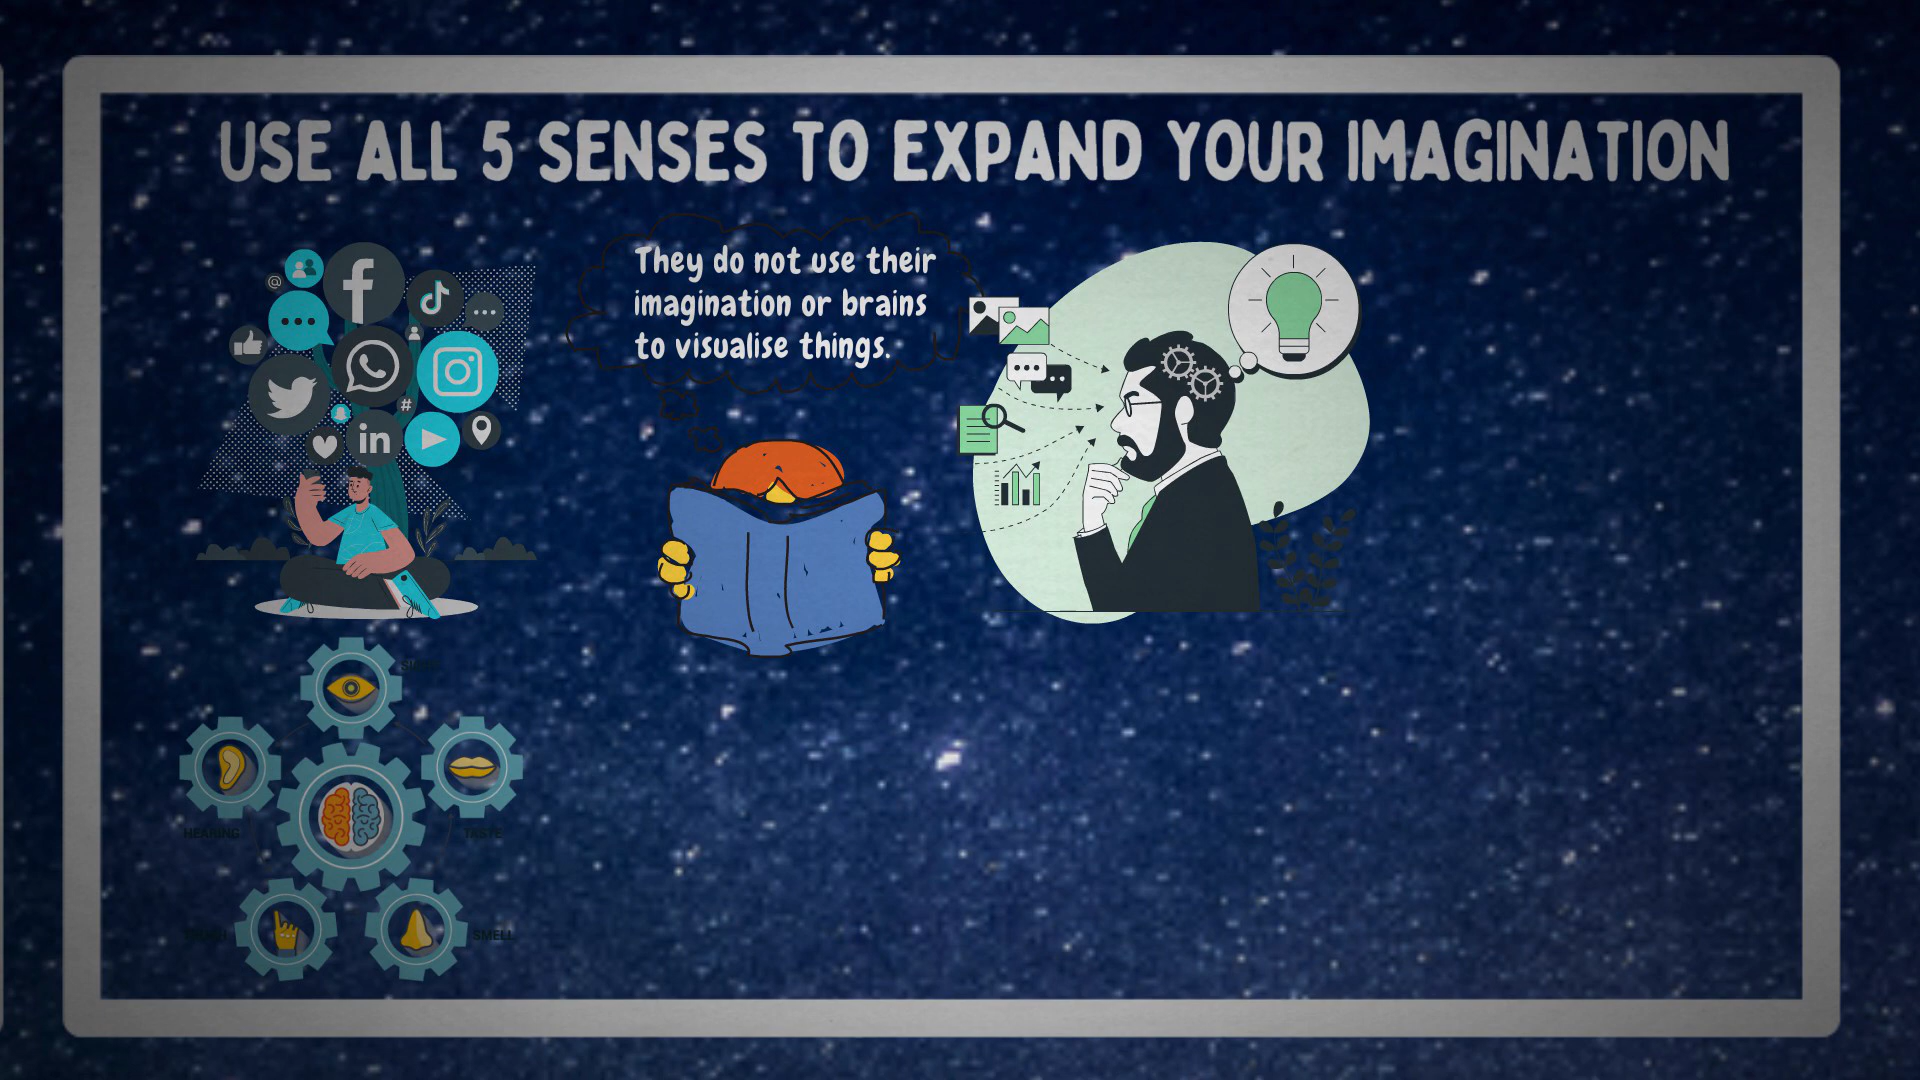 USE ALL 5 SENSES TO EXPAND YOUR IMAGINATION
They do not use their
imagination or brains
to visualise things.
@
#
in
HEARING
TASTE
SMELL